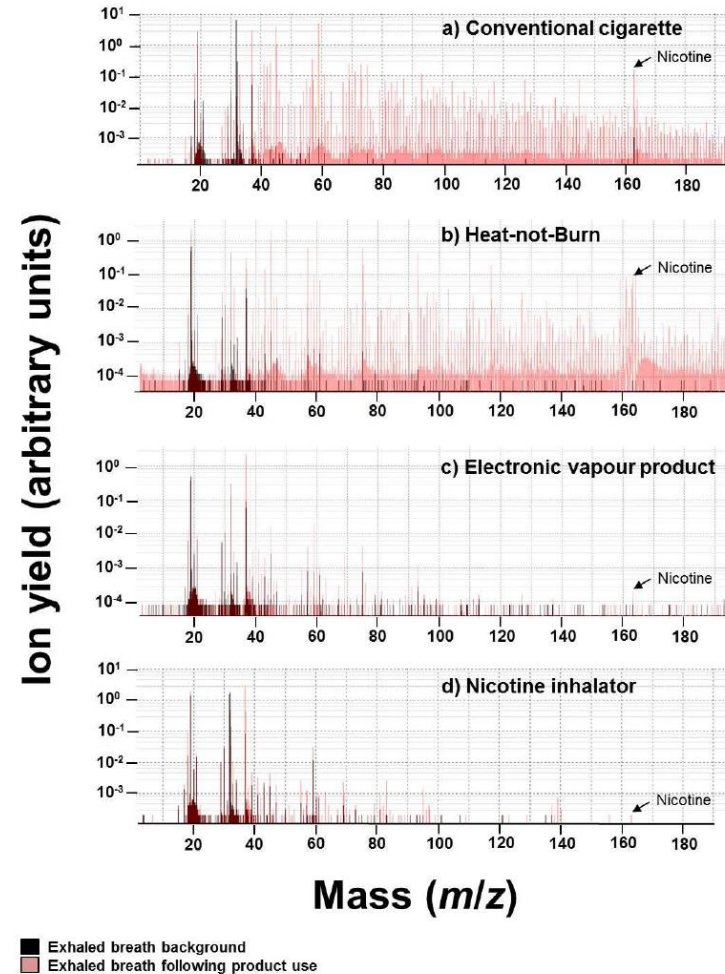 Ion yield (arbitrary units)
a) Conventional cigarette
Nicotine
10¹
10⁰
10⁻¹
10⁻²
10⁻³
20 40 60 80 100 120 140 160 180
b) Heat-not-Burn
Nicotine
10⁰
10⁻¹
10⁻²
10⁻³
10⁻⁴
20 40 60 80 100 120 140 160 180
c) Electronic vapour product
Nicotine
10⁰
10⁻¹
10⁻²
10⁻³
10⁻⁴
20 40 60 80 100 120 140 160 180
d) Nicotine inhalator
Nicotine
10¹
10⁰
10⁻¹
10⁻²
10⁻³
20 40 60 80 100 120 140 160 180
Mass (m/z)
Exhaled breath background
Exhaled breath following product use